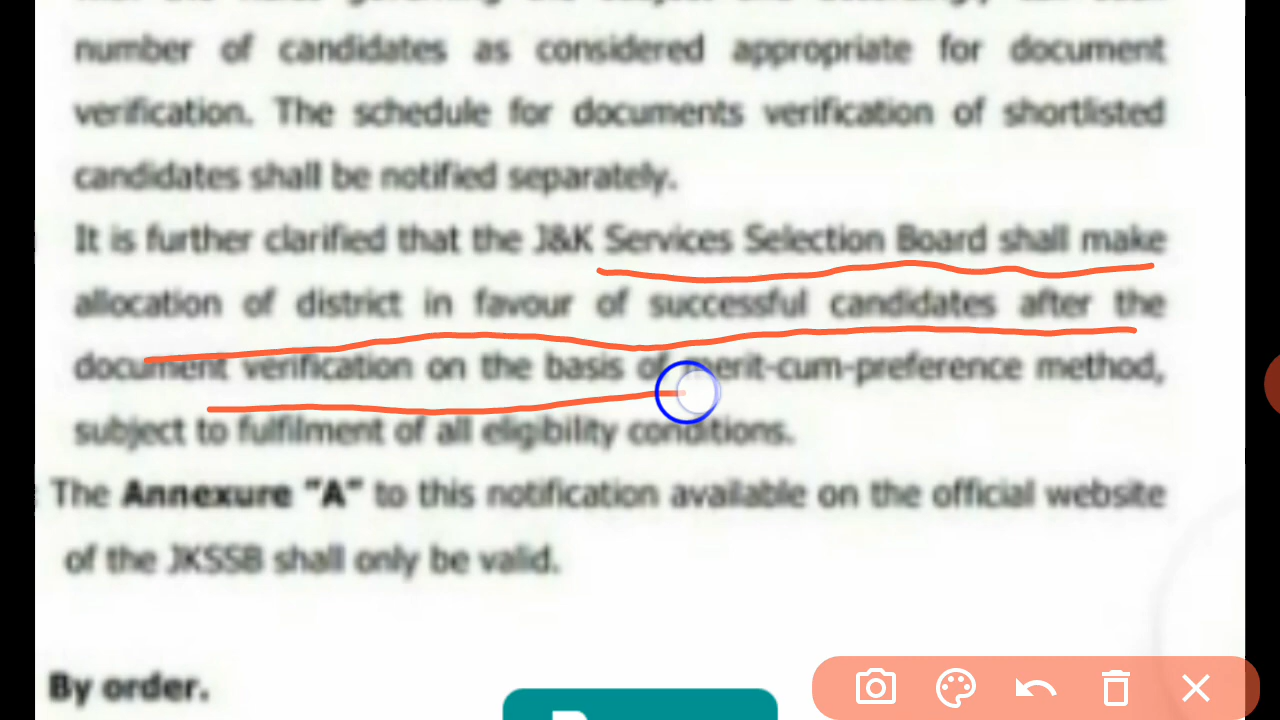 number of candidates as considered appropriate for document
verification. The schedule for documents verification of shortlisted
candidates shall be notified separately.
It is further clarified that the J&K Services Selection Board shall make
allocation of district in favour of successful candidates after the
document verification on the basis of merit-cum-preference method,
subject to fulfilment of all eligibility conditions.
The Annexure "A" to this notification available on the official website
of the JKSSB shall only be valid.
By order.